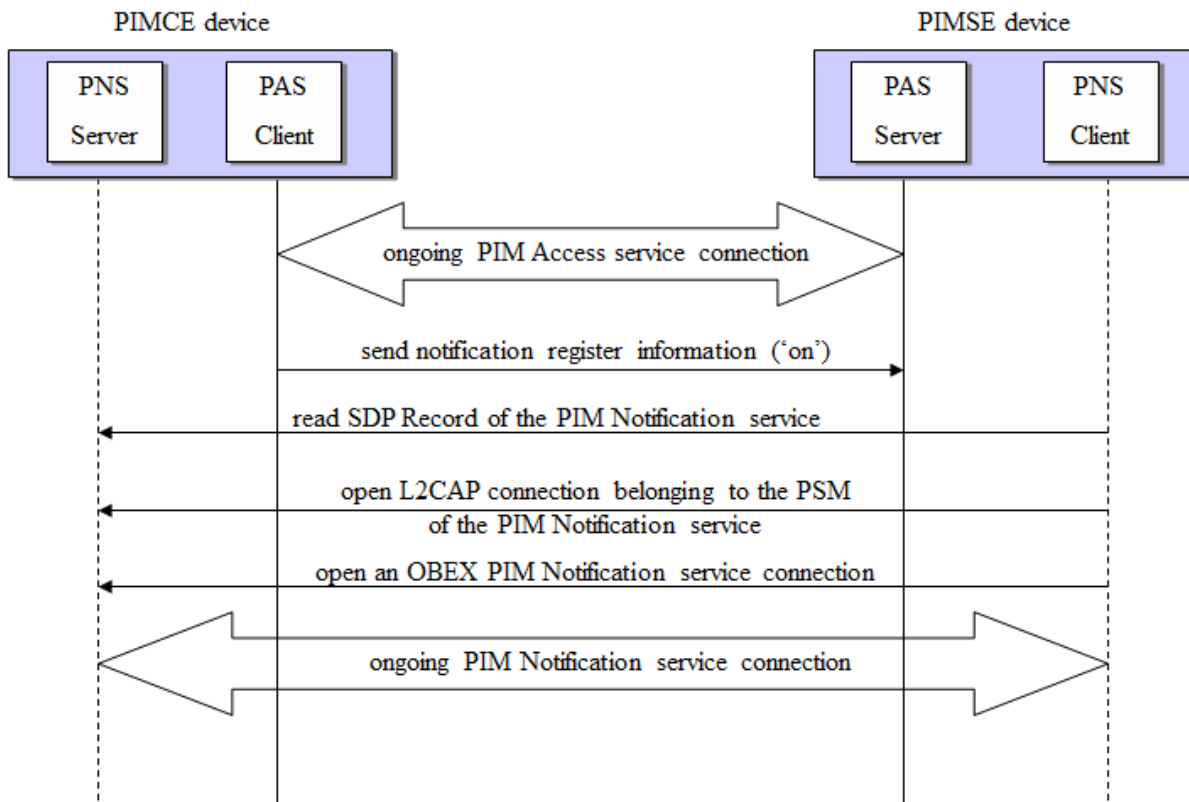 PIMCE device
PIMSE device
PNS
Server
PAS
Client
PAS
Server
PNS
Client
ongoing PIM Access service connection
send notification register information (‘on’)
read SDP Record of the PIM Notification service
open L2CAP connection belonging to the PSM
of the PIM Notification service
open an OBEX PIM Notification service connection
ongoing PIM Notification service connection